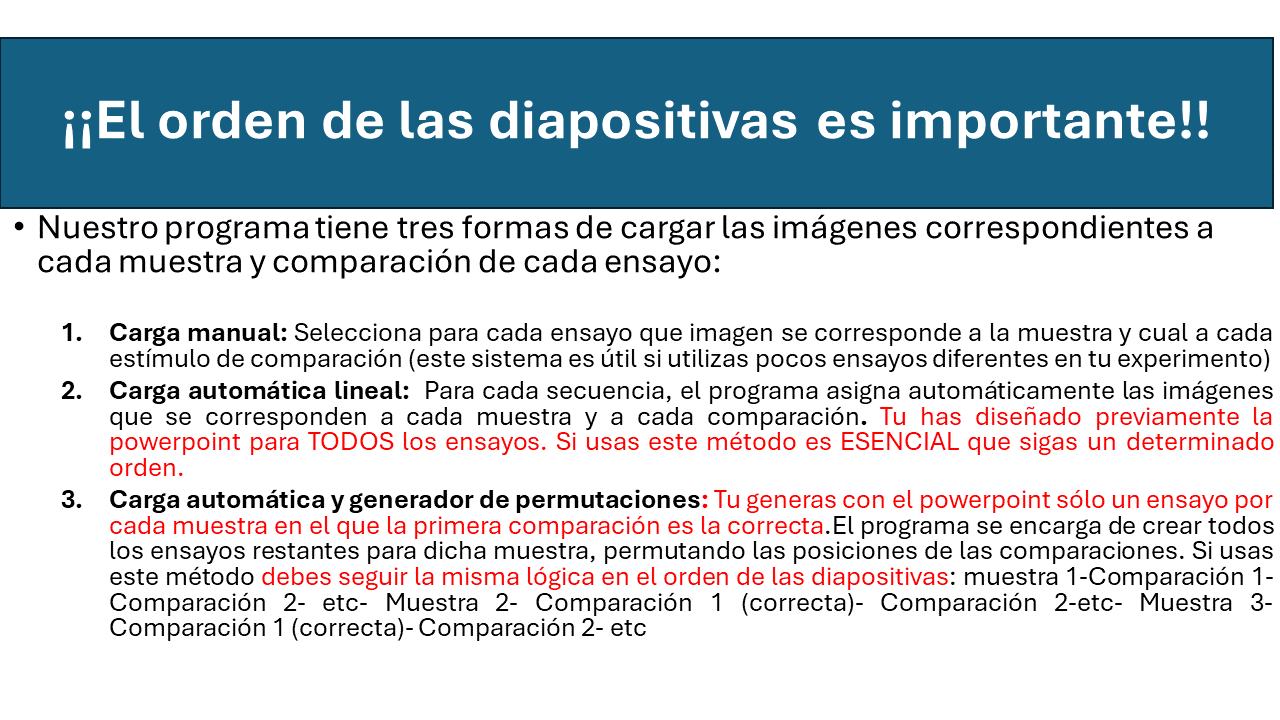 ¡¡El orden de las diapositivas es importante!!
• Nuestro programa tiene tres formas de cargar las imágenes correspondientes a
cada muestra y comparación de cada ensayo:
1. Carga manual: Selecciona para cada ensayo que imagen se corresponde a la muestra y cual a cada
estímulo de comparación (este sistema es útil si utilizas pocos ensayos diferentes en tu experimento)
2. Carga automática lineal: Para cada secuencia, el programa asigna automáticamente las imágenes
que se corresponden a cada muestra y a cada comparación. Tu has diseñado previamente la
powerpoint para TODOS los ensayos. Si usas este método es ESENCIAL que sigas un determinado
orden.
3. Carga automática y generador de permutaciones: Tu generas con el powerpoint sólo un ensayo por
cada muestra en el que la primera comparación es la correcta.El programa se encarga de crear todos
los ensayos restantes para dicha muestra, permutando las posiciones de las comparaciones. Si usas
este método debes seguir la misma lógica en el orden de las diapositivas: muestra 1-Comparación 1-
Comparación 2- etc- Muestra 2- Comparación 1 (correcta)- Comparación 2-etc- Muestra 3-
Comparación 1 (correcta)- Comparación 2- etc